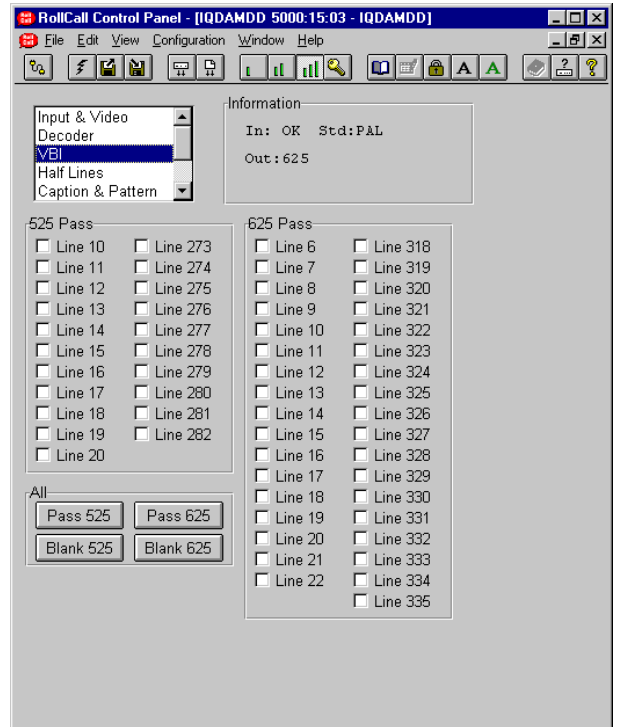 RollCall Control Panel - [IQDAMDD 5000:15:03 - IQDAMDD]
File Edit View Configuration Window Help
A A ? ?
Input & Video
Decoder
VBI
Half Lines
Caption & Pattern
Information
In: OK Std:PAL
Out:625
525 Pass
Line 10 Line 273
Line 11 Line 274
Line 12 Line 275
Line 13 Line 276
Line 14 Line 277
Line 15 Line 278
Line 16 Line 279
Line 17 Line 280
Line 18 Line 281
Line 19 Line 282
Line 20
All
Pass 525 Pass 625
Blank 525 Blank 625
625 Pass
Line 6 Line 318
Line 7 Line 319
Line 8 Line 320
Line 9 Line 321
Line 10 Line 322
Line 11 Line 323
Line 12 Line 324
Line 13 Line 325
Line 14 Line 326
Line 15 Line 327
Line 16 Line 328
Line 17 Line 329
Line 18 Line 330
Line 19 Line 331
Line 20 Line 332
Line 21 Line 333
Line 22 Line 334
Line 335